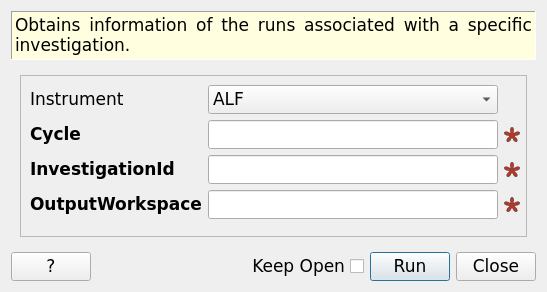 Obtains information of the runs associated with a specific
investigation.
Instrument ALF
Cycle *
InvestigationId *
OutputWorkspace *
? Keep Open Run Close